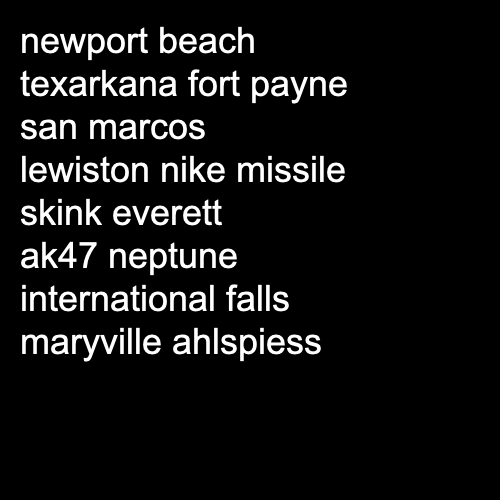 newport beach
texarkana fort payne
san marcos
lewiston nike missile
skink everett
ak47 neptune
international falls
maryville ahlspiess